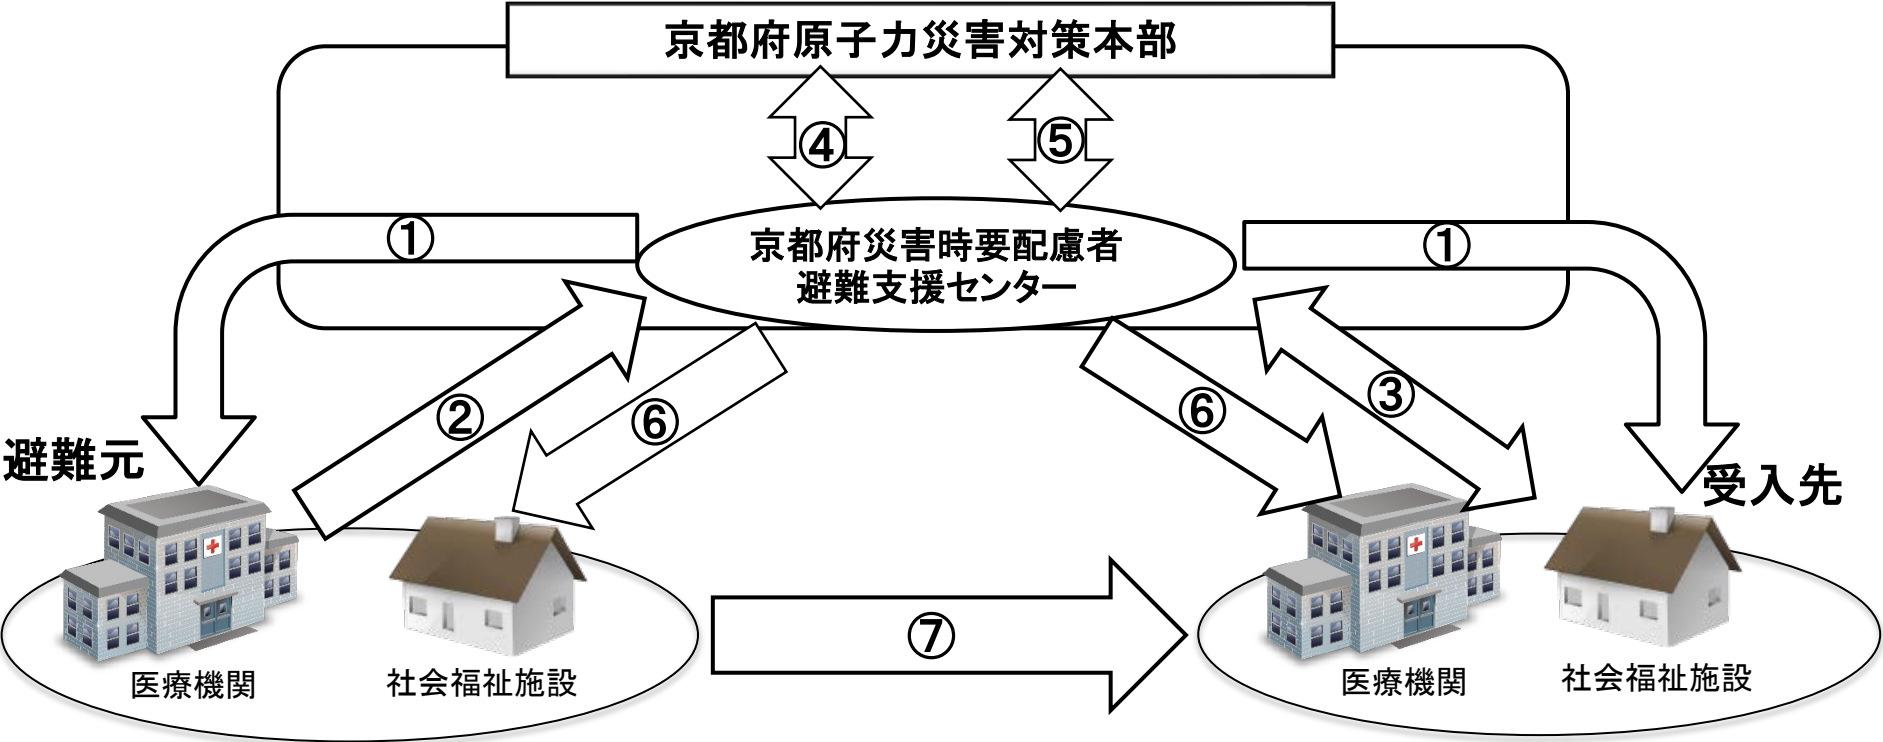 京都府原子力災害対策本部
④
⑤
①
京都府災害時要配慮者
避難支援センター
①
②
⑥
⑥
③
避難元
受入先
⑦
医療機関
社会福祉施設
医療機関
社会福祉施設